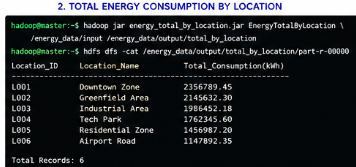 2. TOTAL ENERGY CONSUMPTION BY LOCATION
hadoop@master:~$ hadoop jar energy_total_by_location.jar EnergyTotalByLocation \
/energy_data/input /energy_data/output/total_by_location
hadoop@master:~$ hdfs dfs -cat /energy_data/output/total_by_location/part-r-00000
Location_ID Location_Name Total_Consumption(kWh)
--------------------------------------------------------------
L001 Downtown Zone 2356789.45
L002 Greenfield Area 2145632.30
L003 Industrial Area 1986452.18
L004 Tech Park 1762345.60
L005 Residential Zone 1456987.20
L006 Airport Road 1147892.35
Total Records: 6